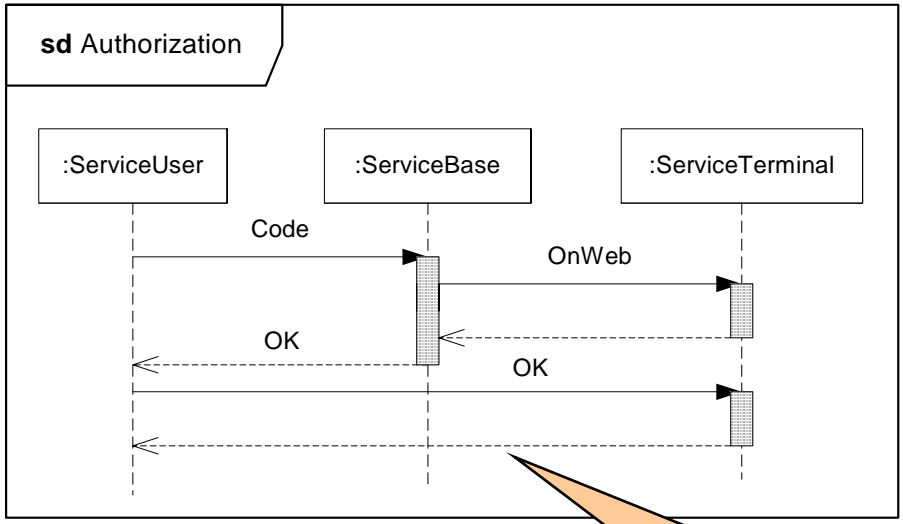 sd Authorization
:ServiceUser
:ServiceBase
:ServiceTerminal
Code
OnWeb
OK
OK